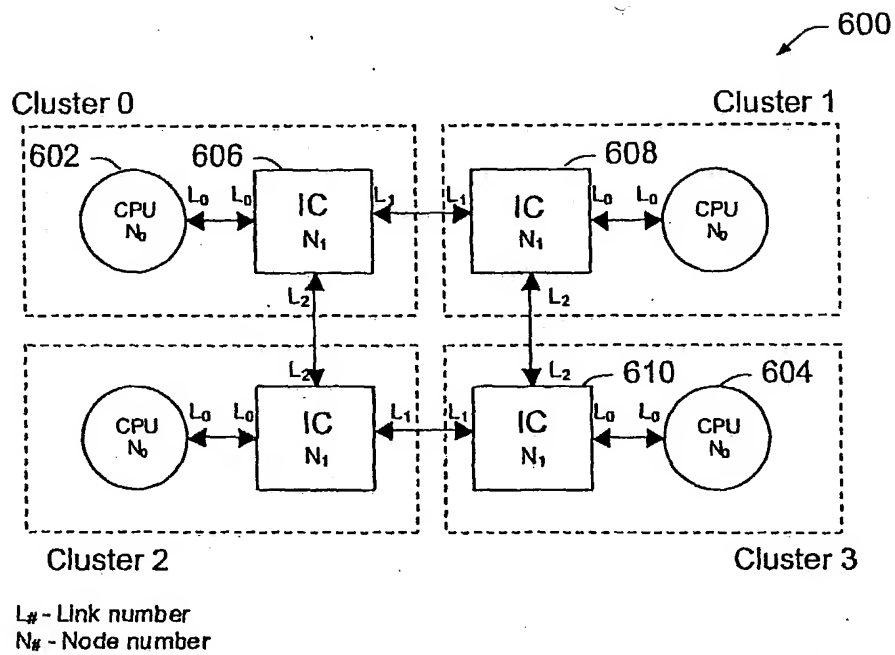 600
Cluster 0
Cluster 1
602
606
608
CPU
N₀
L₀
L₀
IC
N₁
L₁
L₁
IC
N₁
L₀
L₀
CPU
N₀
L₂
L₂
L₂
L₂
610
604
CPU
N₀
L₀
L₀
IC
N₁
L₁
L₁
IC
N₁
L₀
L₀
CPU
N₀
Cluster 2
Cluster 3
L# - Link number
N# - Node number